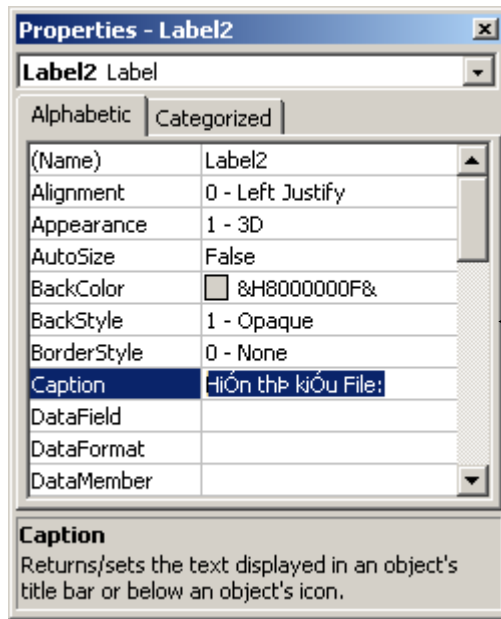 Properties - Label2
Label2 Label
Alphabetic Categorized
(Name) Label2
Alignment 0 - Left Justify
Appearance 1 - 3D
AutoSize False
BackColor &H8000000F&
BackStyle 1 - Opaque
BorderStyle 0 - None
Caption HiÓn thÞ kiÓu File:
DataField
DataFormat
DataMember
Caption
Returns/sets the text displayed in an object's
title bar or below an object's icon.